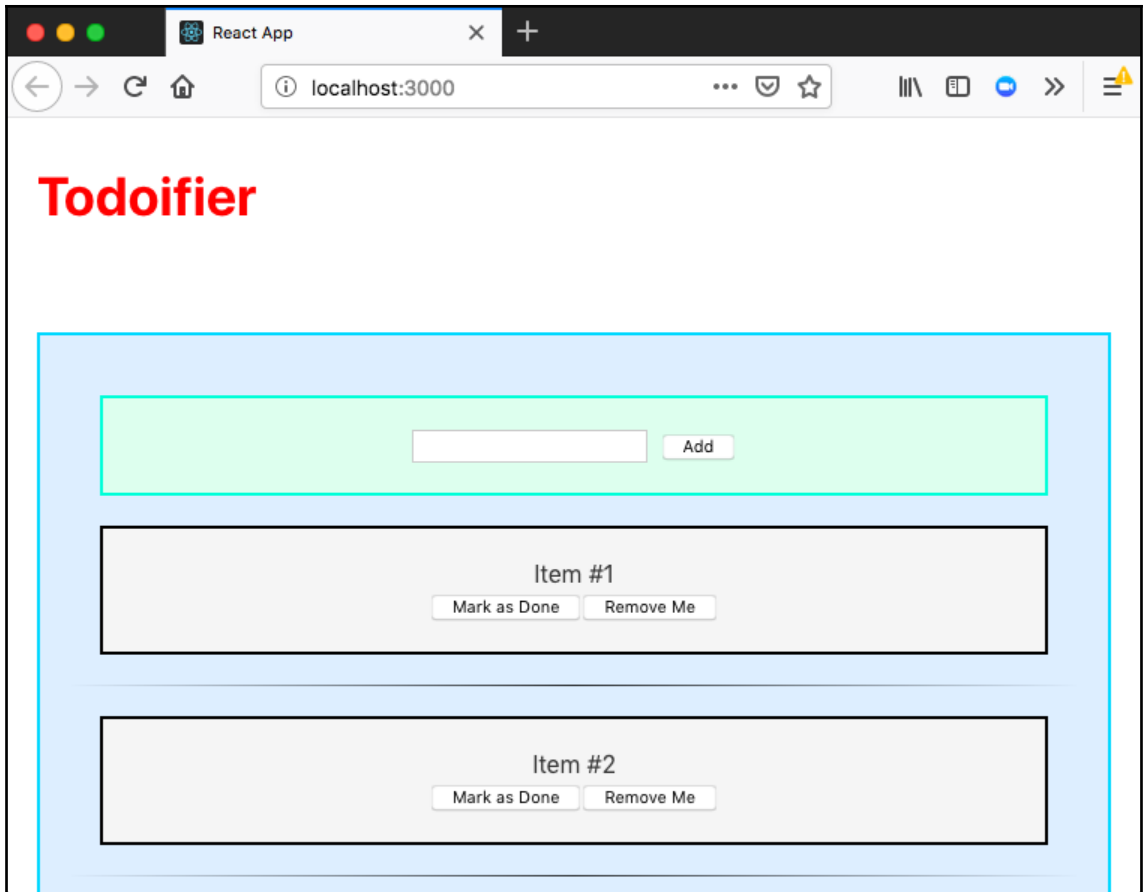 React App
localhost:3000
Todoifier
Add
Item #1
Mark as Done Remove Me
Item #2
Mark as Done Remove Me